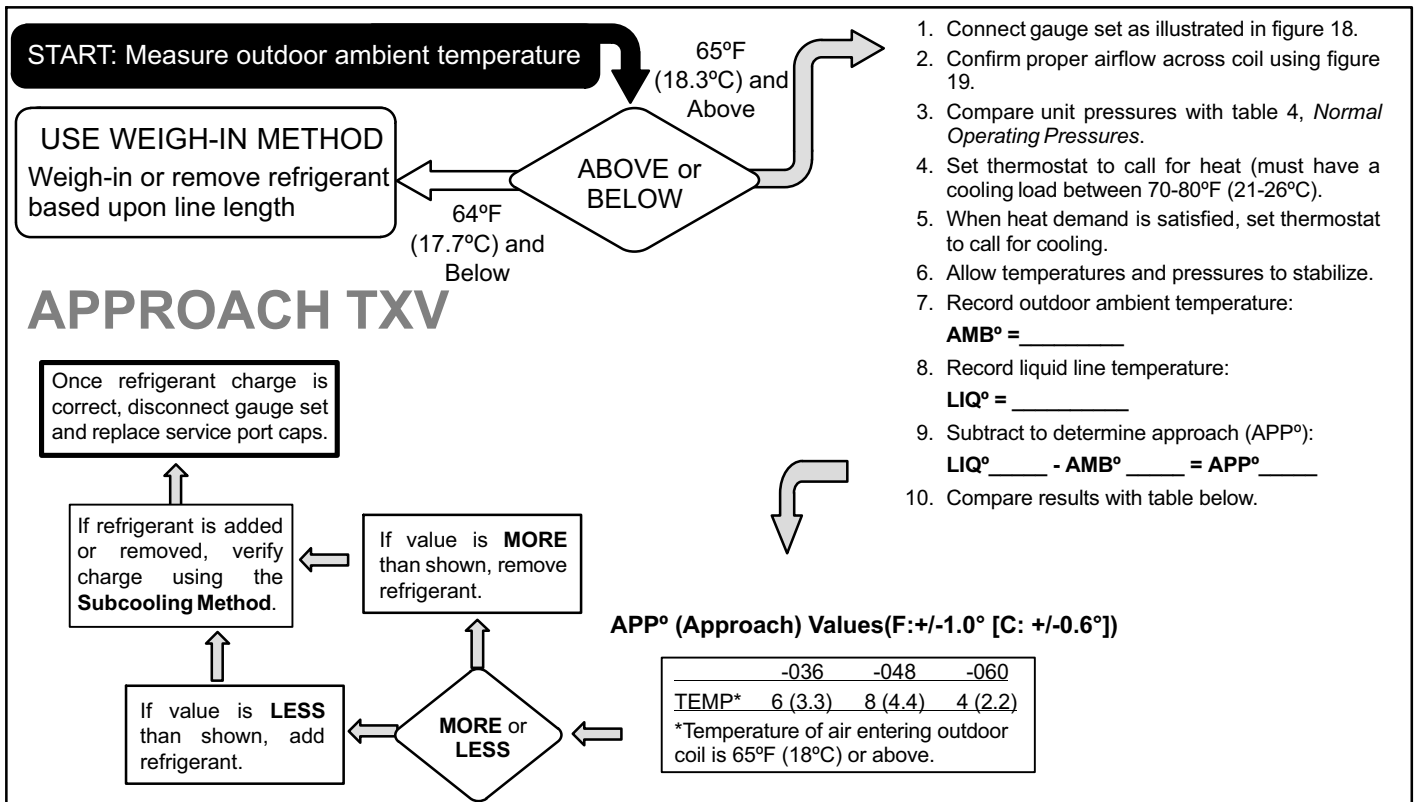 START: Measure outdoor ambient temperature
65ºF
(18.3ºC) and
Above
ABOVE or
BELOW
64ºF
(17.7ºC) and
Below
USE WEIGH-IN METHOD
Weigh-in or remove refrigerant
based upon line length
1. Connect gauge set as illustrated in figure 18.
2. Confirm proper airflow across coil using figure
19.
3. Compare unit pressures with table 4, Normal
Operating Pressures.
4. Set thermostat to call for heat (must have a
cooling load between 70-80ºF (21-26ºC).
5. When heat demand is satisfied, set thermostat
to call for cooling.
6. Allow temperatures and pressures to stabilize.
7. Record outdoor ambient temperature:
AMBº =_________
8. Record liquid line temperature:
LIQº = __________
9. Subtract to determine approach (APPº):
LIQº_____ - AMBº _____ = APPº_____
10. Compare results with table below.
APPROACH TXV
APPº (Approach) Values(F:+/-1.0° [C: +/-0.6°])
-036 -048 -060
TEMP* 6 (3.3) 8 (4.4) 4 (2.2)
*Temperature of air entering outdoor
coil is 65ºF (18ºC) or above.
MORE or
LESS
If value is MORE
than shown, remove
refrigerant.
If value is LESS
than shown, add
refrigerant.
If refrigerant is added
or removed, verify
charge using the
Subcooling Method.
Once refrigerant charge is
correct, disconnect gauge set
and replace service port caps.